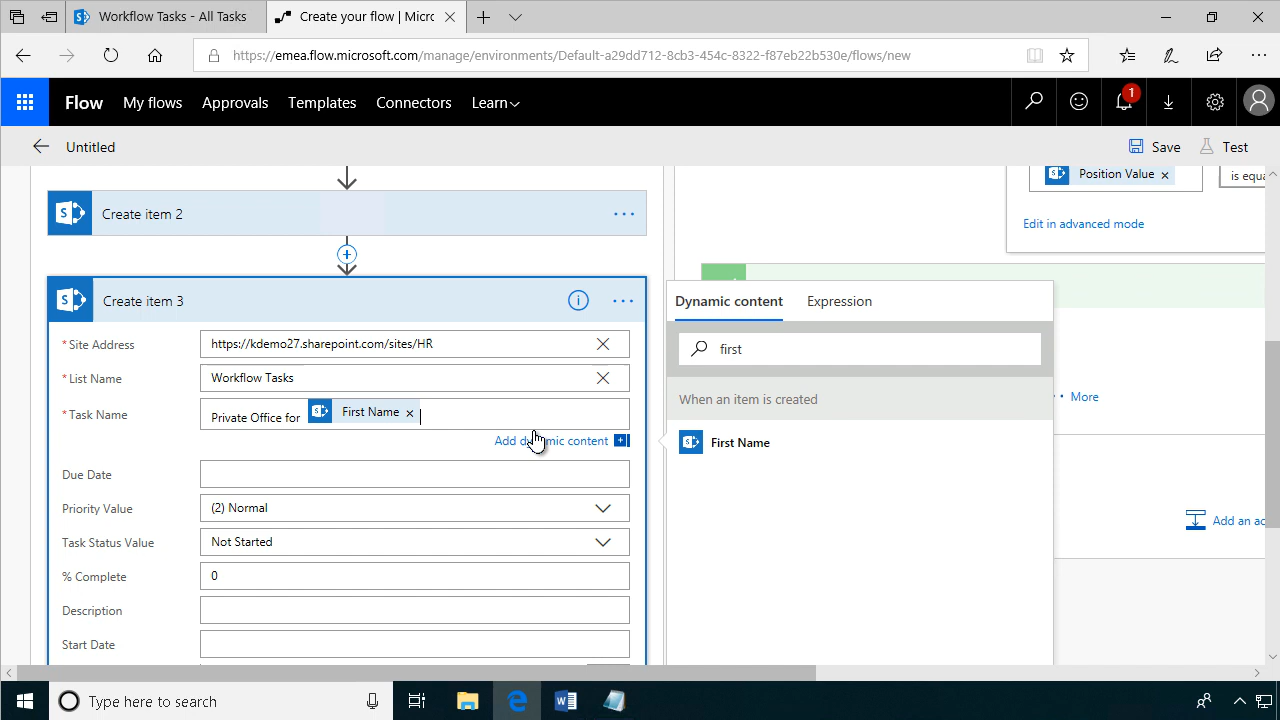 Workflow Tasks - All Tasks
Create your flow | Micrc
https://emea.flow.microsoft.com/manage/environments/Default-a29dd712-8cb3-454c-8322-f87eb22b530e/flows/new
Flow My flows Approvals Templates Connectors Learn
1
Untitled
Save Test
Create item 2
Position Value
is equa
Edit in advanced mode
Create item 3
* Site Address https://kdemo27.sharepoint.com/sites/HR
* List Name Workflow Tasks
* Task Name Private Office for First Name
Add dynamic content
Due Date
Priority Value (2) Normal
Task Status Value Not Started
% Complete 0
Description
Start Date
Dynamic content Expression
first
When an item is created
First Name
More
Add an ac
Type here to search